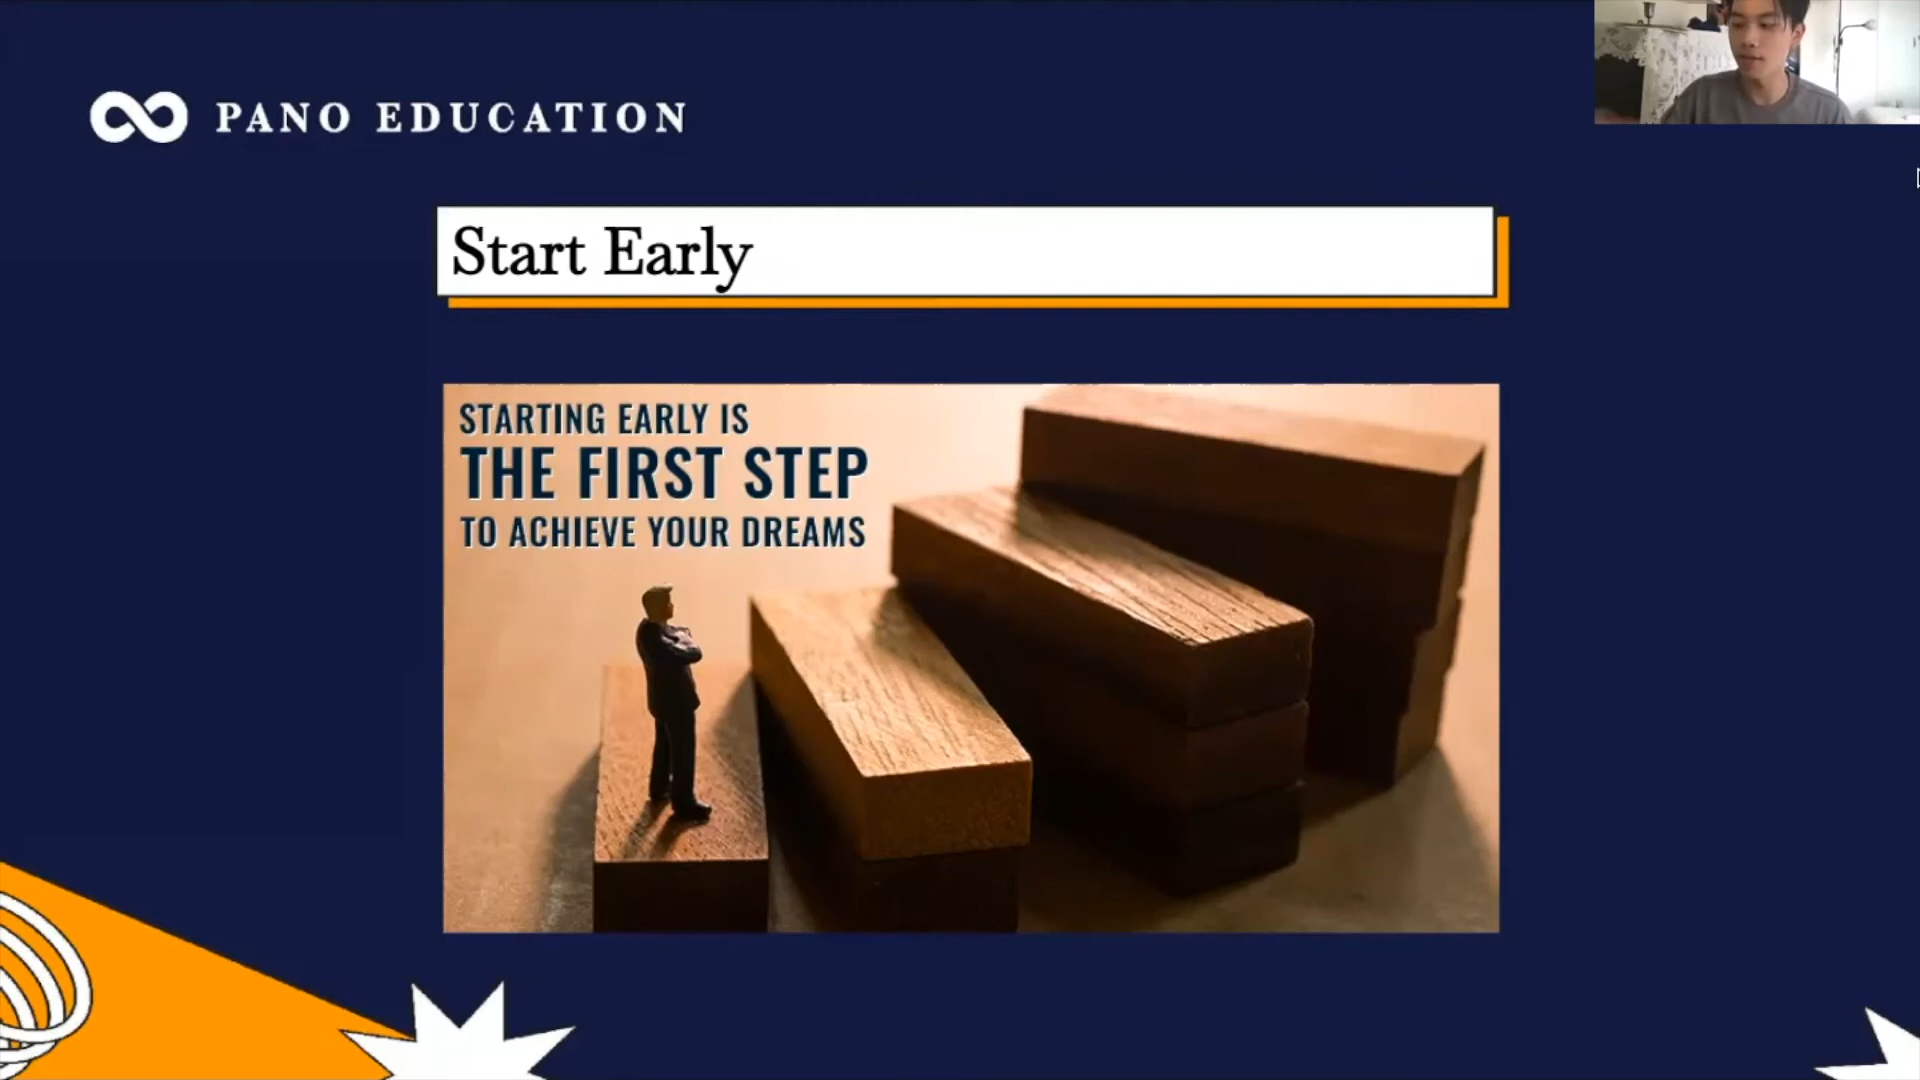 PANO EDUCATION
Start Early
STARTING EARLY IS
THE FIRST STEP
TO ACHIEVE YOUR DREAMS